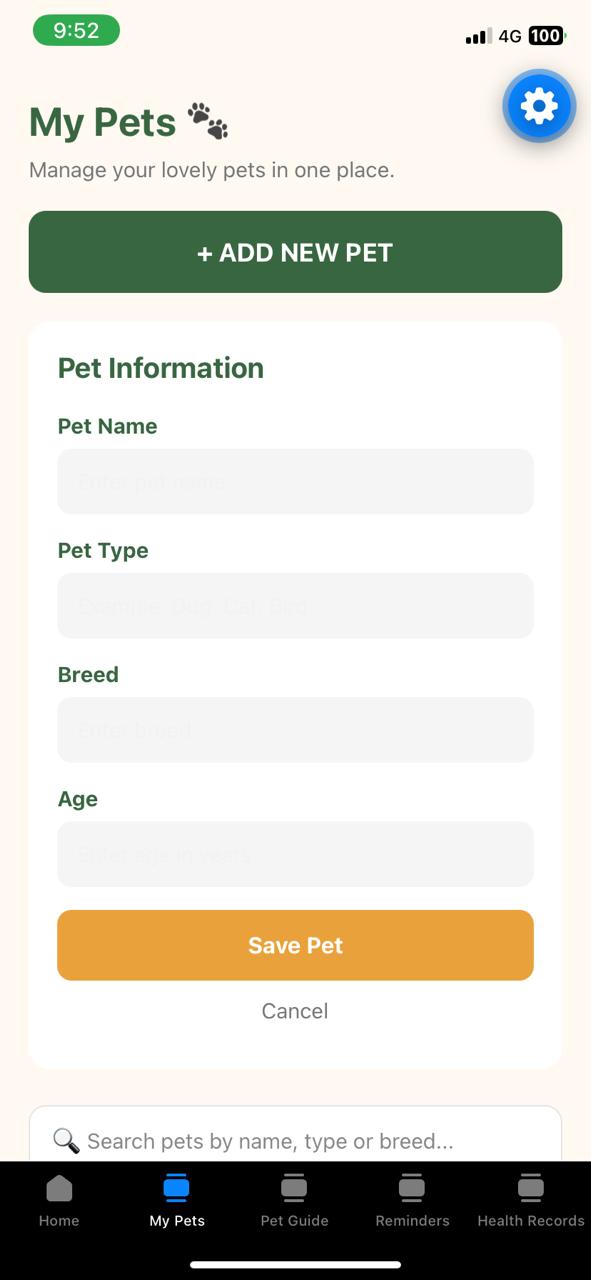 9:52
4G 100
My Pets 🐾
Manage your lovely pets in one place.
+ ADD NEW PET
Pet Information
Pet Name
Enter pet name
Pet Type
Example: Dog, Cat, Bird
Breed
Enter breed
Age
Enter age in years
Save Pet
Cancel
🔍 Search pets by name, type or breed...
Home
My Pets
Pet Guide
Reminders
Health Records